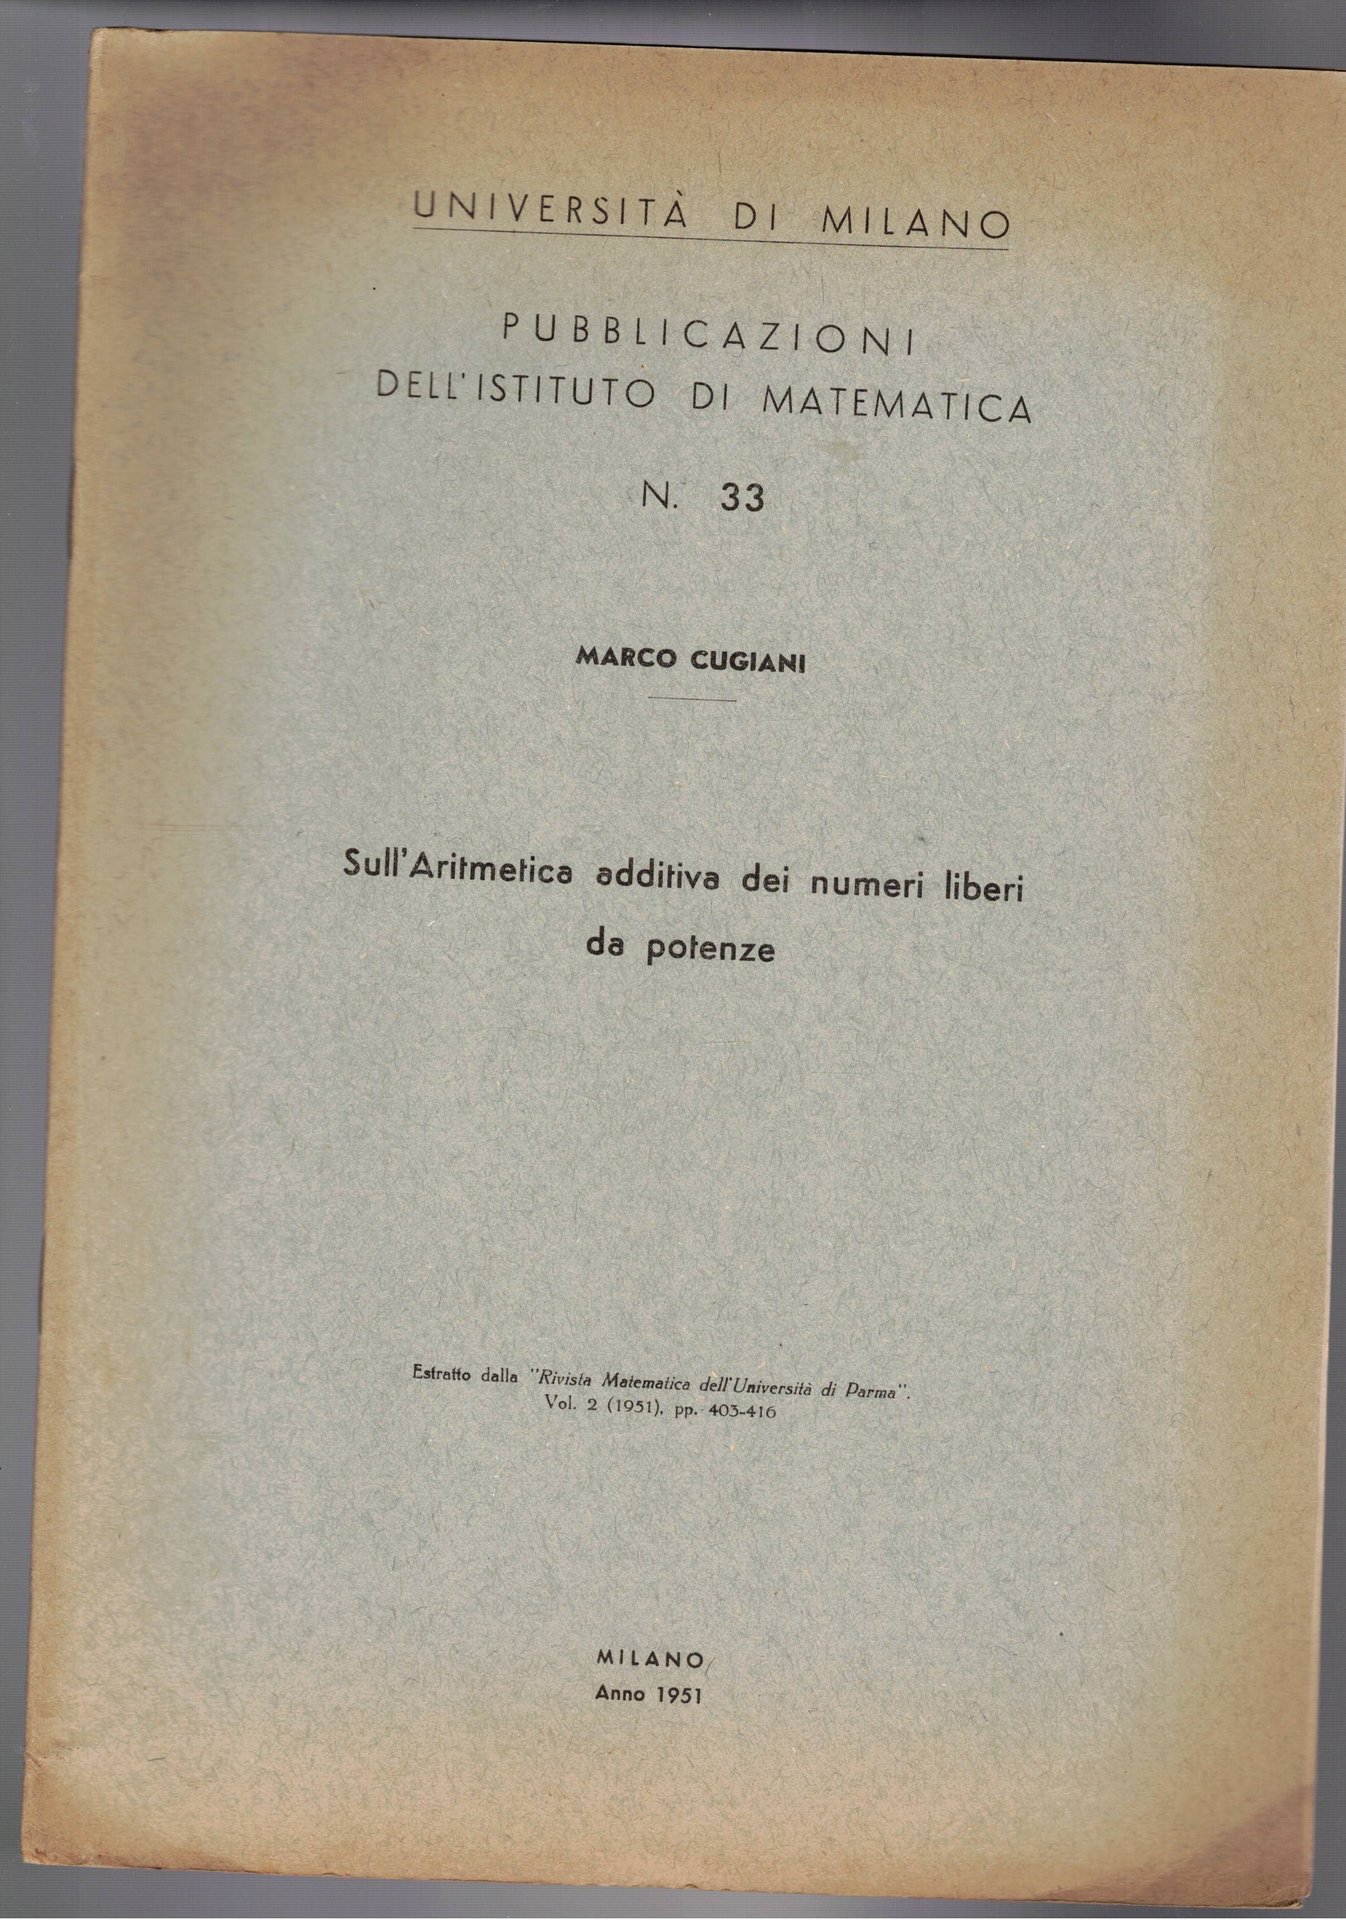 UNIVERSITÀ DI MILANO
PUBBLICAZIONI
DELL'ISTITUTO DI MATEMATICA
N. 33
MARCO CUGIANI
Sull'Aritmetica additiva dei numeri liberi
da potenze
Estratto dalla "Rivista Matematica dell'Università di Parma".
Vol. 2 (1951), pp. 403-416
MILANO
Anno 1951